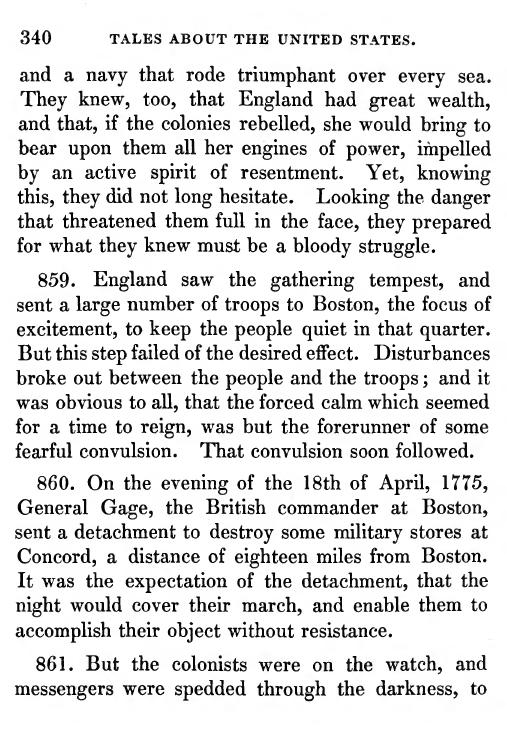 340 TALES ABOUT THE UNITED STATES.
and a navy that rode triumphant over every sea.
They knew, too, that England had great wealth,
and that, if the colonies rebelled, she would bring to
bear upon them all her engines of power, impelled
by an active spirit of resentment. Yet, knowing
this, they did not long hesitate. Looking the danger
that threatened them full in the face, they prepared
for what they knew must be a bloody struggle.
859. England saw the gathering tempest, and
sent a large number of troops to Boston, the focus of
excitement, to keep the people quiet in that quarter.
But this step failed of the desired effect. Disturbances
broke out between the people and the troops; and it
was obvious to all, that the forced calm which seemed
for a time to reign, was but the forerunner of some
fearful convulsion. That convulsion soon followed.
860. On the evening of the 18th of April, 1775,
General Gage, the British commander at Boston,
sent a detachment to destroy some military stores at
Concord, a distance of eighteen miles from Boston.
It was the expectation of the detachment, that the
night would cover their march, and enable them to
accomplish their object without resistance.
861. But the colonists were on the watch, and
messengers were spedded through the darkness, to